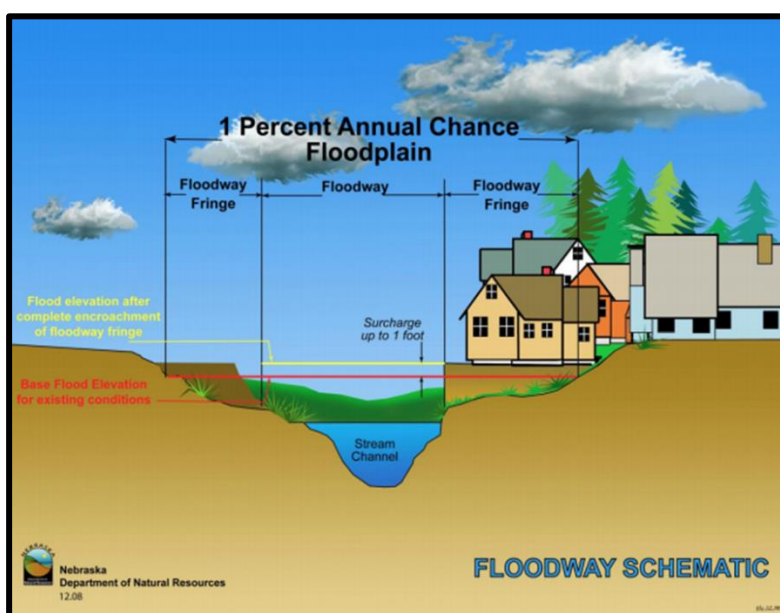 1 Percent Annual Chance
Floodplain
Floodway
Fringe
Floodway
Floodway
Fringe
Flood elevation after
complete encroachment
of floodway fringe
Surcharge
up to 1 foot
Base Flood Elevation
for existing conditions
Stream
Channel
NEBRASKA
Nebraska
Department of Natural Resources
12.08
FLOODWAY SCHEMATIC